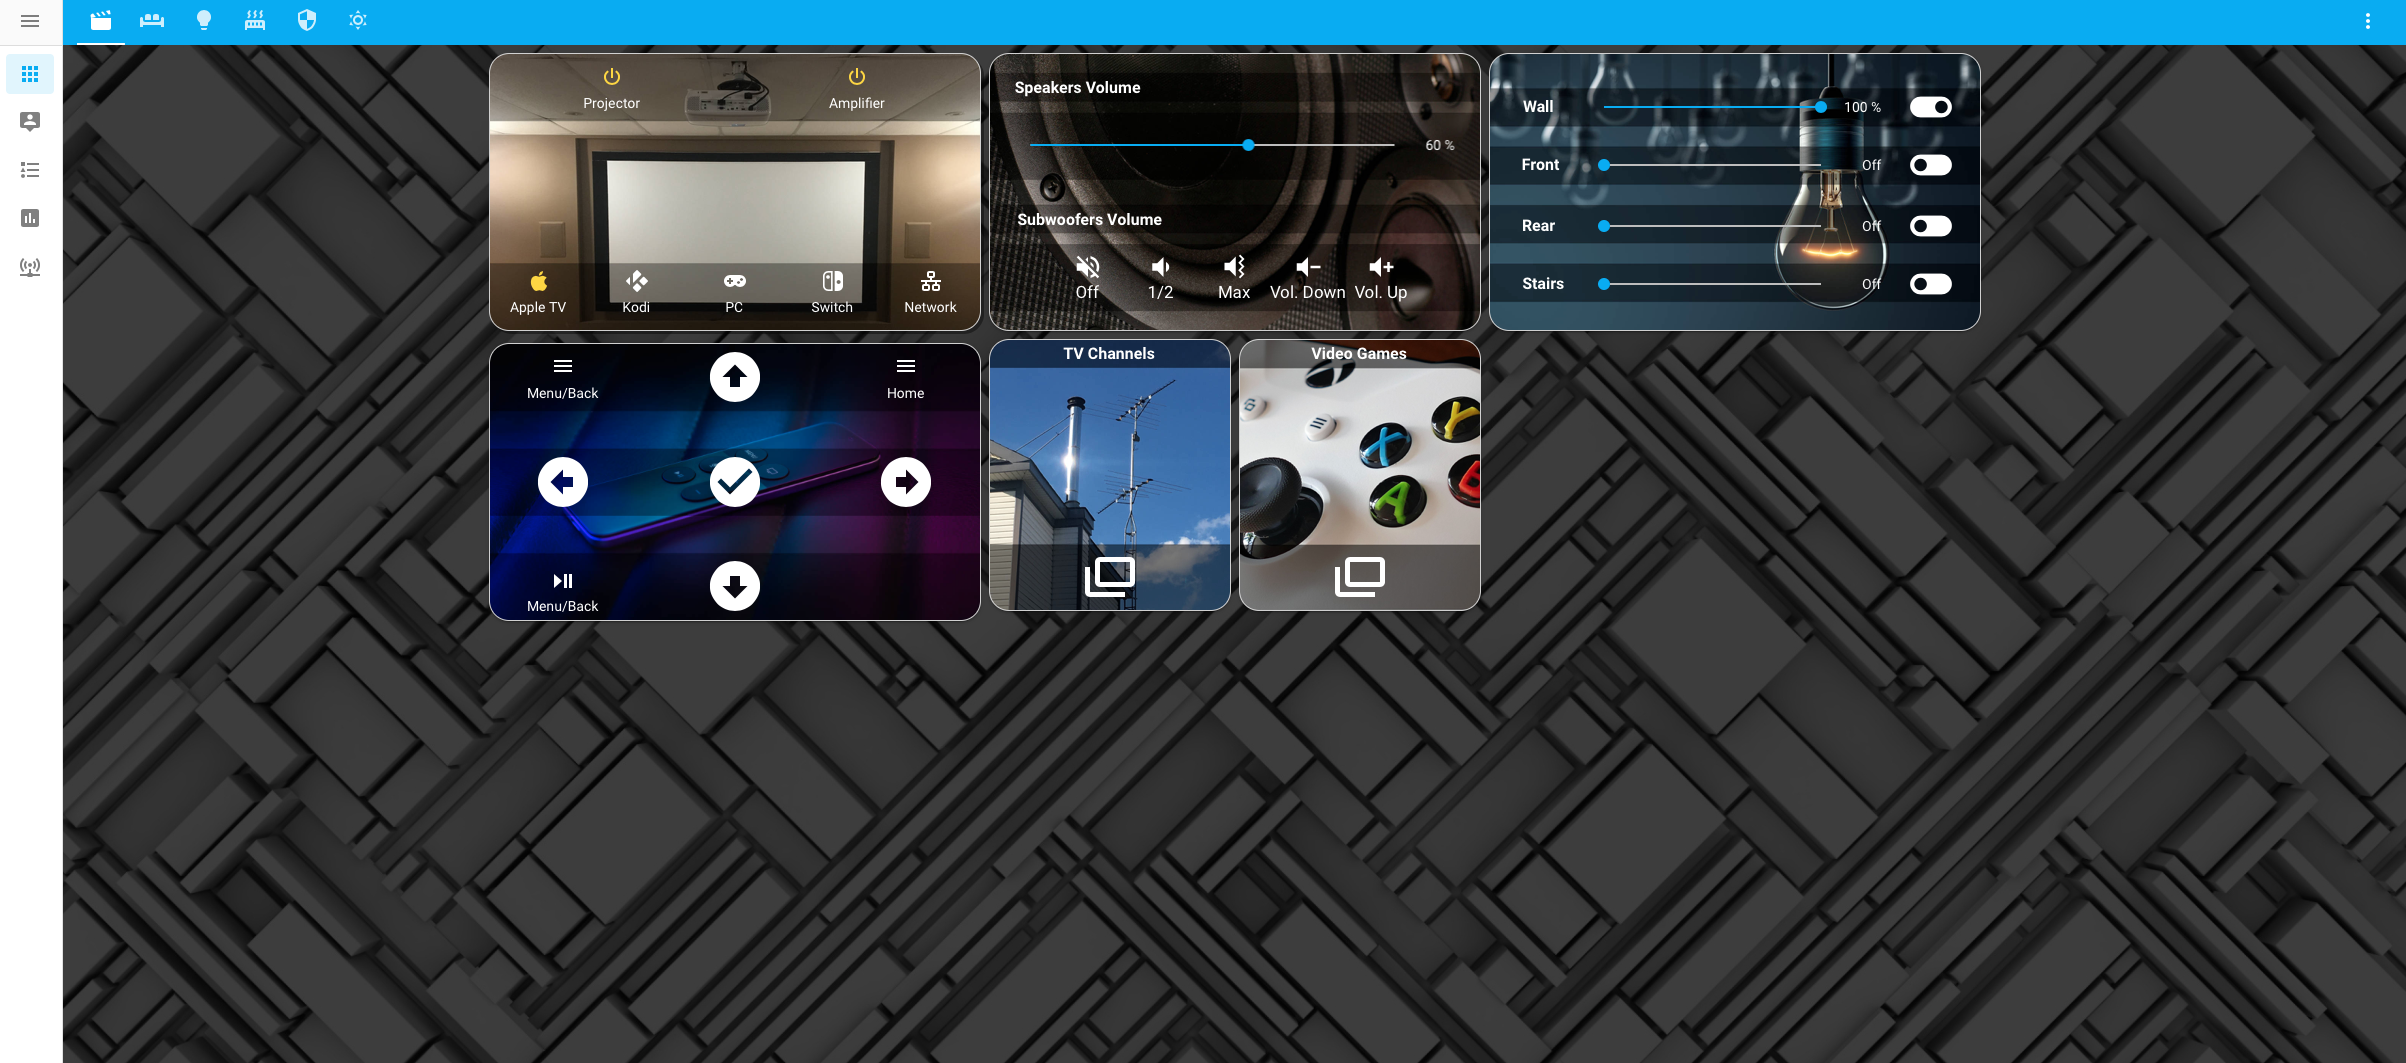 Projector
Amplifier
Apple TV
Kodi
PC
Switch
Network
Speakers Volume
60 %
Subwoofers Volume
Off
1/2
Max
Vol. Down
Vol. Up
Wall
100 %
Front
Off
Rear
Off
Stairs
Off
Menu/Back
Home
Menu/Back
TV Channels
Video Games
Y
X
B
A